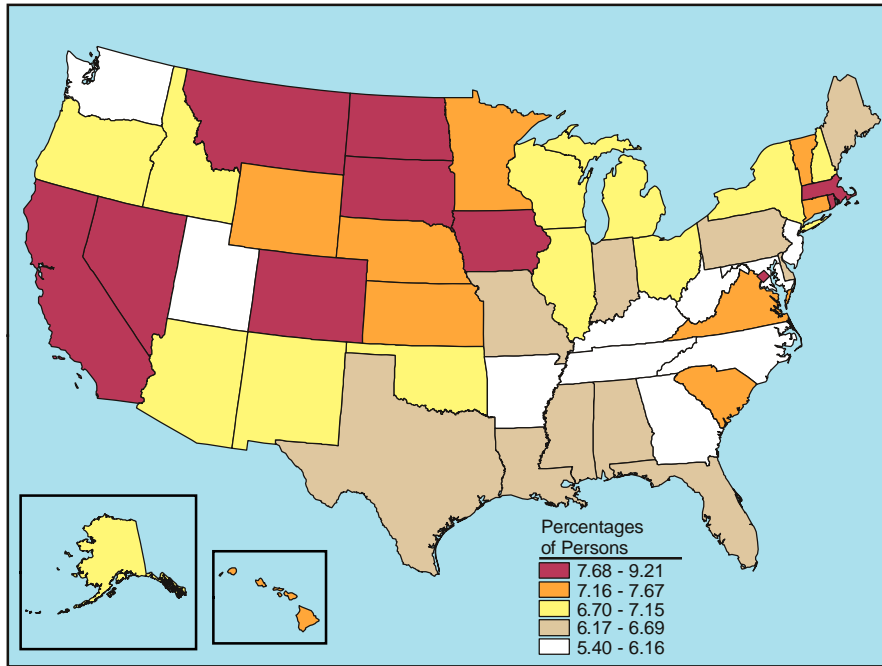 Percentages
of Persons
7.68 - 9.21
7.16 - 7.67
6.70 - 7.15
6.17 - 6.69
5.40 - 6.16